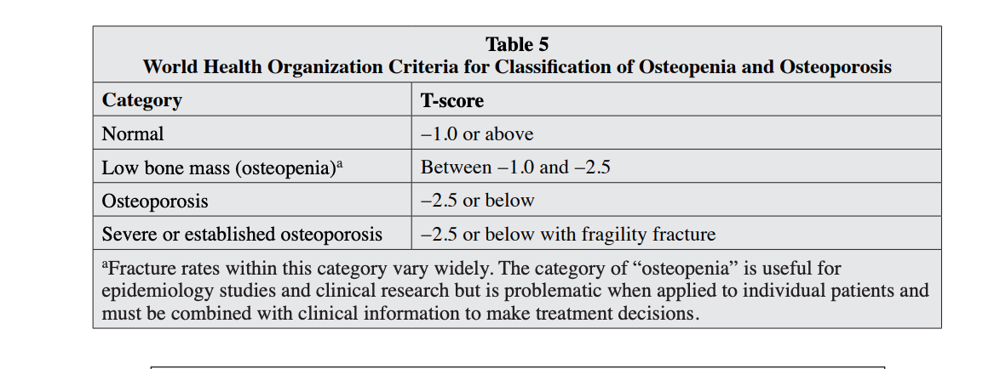 Table 5
World Health Organization Criteria for Classification of Osteopenia and Osteoporosis
Category T-score
Normal –1.0 or above
Low bone mass (osteopenia)ᵃ Between –1.0 and –2.5
Osteoporosis –2.5 or below
Severe or established osteoporosis –2.5 or below with fragility fracture
ᵃFracture rates within this category vary widely. The category of “osteopenia” is useful for
epidemiology studies and clinical research but is problematic when applied to individual patients and
must be combined with clinical information to make treatment decisions.